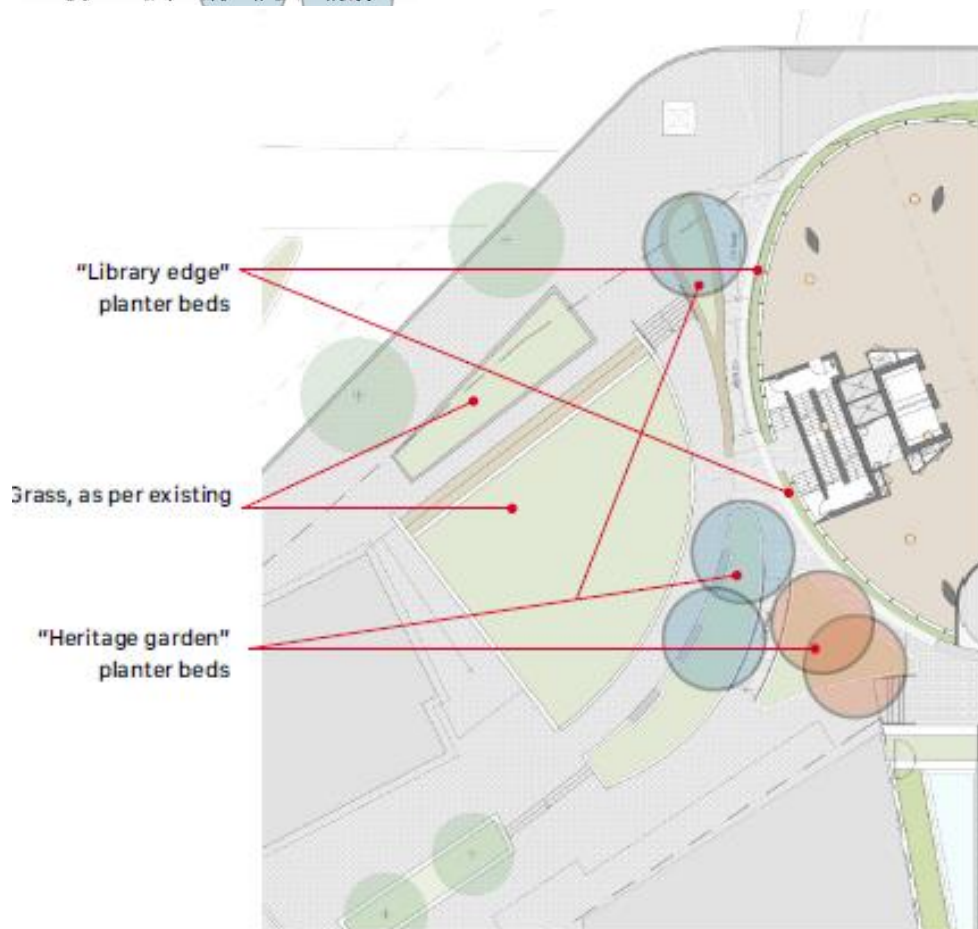 “Library edge”
planter beds
Grass, as per existing
“Heritage garden”
planter beds